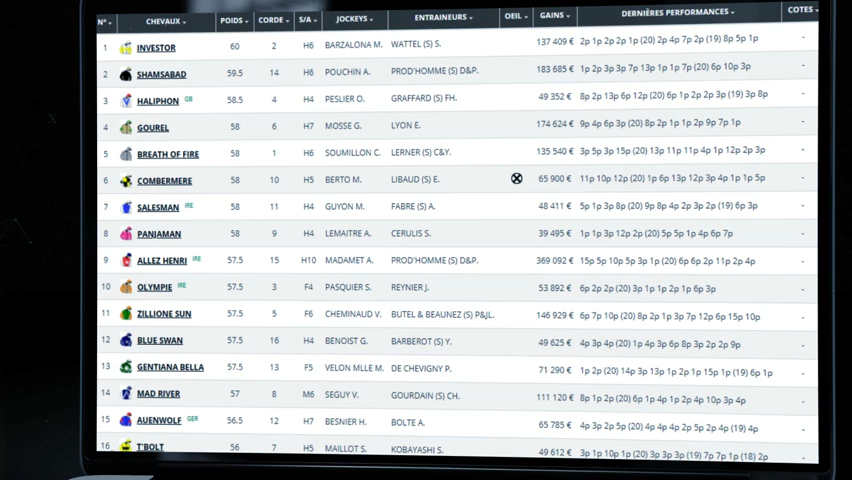 N° CHEVAUX POIDS CORDE S/A JOCKEYS ENTRAINEURS OEIL GAINS DERNIÈRES PERFORMANCES COTES
1 INVESTOR 60 2 H6 BARZALONA M. WATTEL (S) S. 137 409 € 2p 1p 2p 2p 1p (20) 2p 4p 7p 2p (19) 8p 5p 1p -
2 SHAMSABAD 59.5 14 H6 POUCHIN A. PROD'HOMME (S) D&P. 183 685 € 1p 2p 3p 3p 7p 13p 1p 1p 7p (20) 6p 10p 3p -
3 HALIPHON GB 58.5 4 H4 PESLIER O. GRAFFARD (S) FH. 49 352 € 8p 2p 13p 6p 12p (20) 6p 1p 2p 2p 3p (19) 3p 8p -
4 GOUREL 58 6 H7 MOSSE G. LYON E. 174 624 € 9p 4p 6p 3p (20) 8p 2p 1p 1p 2p 9p 7p 1p -
5 BREATH OF FIRE 58 1 H6 SOUMILLON C. LERNER (S) C&Y. 135 540 € 3p 5p 3p 15p (20) 13p 11p 11p 4p 1p 12p 2p 3p -
6 COMBERMERE 58 10 H5 BERTO M. LIBAUD (S) E. 65 900 € 11p 10p 12p (20) 1p 6p 13p 12p 3p 4p 1p 1p 5p -
7 SALESMAN IRE 58 11 H4 GUYON M. FABRE (S) A. 48 411 € 5p 1p 3p 8p (20) 9p 8p 4p 2p 3p 2p (19) 6p 3p -
8 PANJAMAN 58 9 H4 LEMAITRE A. CERULIS S. 39 495 € 1p 1p 3p 12p 2p (20) 5p 5p 1p 4p 6p 7p -
9 ALLEZ HENRI IRE 57.5 15 H10 MADAMET A. PROD'HOMME (S) D&P. 369 092 € 15p 5p 10p 5p 3p 1p (20) 6p 6p 2p 11p 2p 4p -
10 OLYMPIE IRE 57.5 3 F4 PASQUIER S. REYNIER J. 53 892 € 6p 2p 2p (20) 3p 1p 1p 2p 1p 6p 3p -
11 ZILLIONE SUN 57.5 5 F6 CHEMINAUD V. BUTEL & BEAUNEZ (S) P&JL. 146 929 € 6p 7p 10p (20) 8p 2p 1p 3p 7p 12p 6p 15p 10p -
12 BLUE SWAN 57.5 16 H4 BENOIST G. BARBEROT (S) Y. 49 625 € 4p 3p 4p (20) 1p 4p 3p 6p 8p 3p 2p 2p 9p -
13 GENTIANA BELLA 57.5 13 F5 VELON MLLE M. DE CHEVIGNY P. 71 290 € 1p 2p (20) 14p 3p 13p 1p 2p 1p 15p 1p (19) 6p 1p -
14 MAD RIVER 57 8 M6 SEGUY V. GOURDAIN (S) CH. 111 120 € 8p 1p 2p (20) 6p 1p 4p 1p 2p 4p 10p 3p 4p -
15 AUENWOLF GER 56.5 12 H7 BESNIER H. BOLTE A. 65 785 € 4p 3p 2p 5p (20) 4p 4p 4p 2p 5p 2p 4p (19) 4p -
16 T'BOLT 56 7 H5 MAILLOT S. KOBAYASHI S. 49 612 € 3p 1p 10p 1p (20) 3p 3p 3p (19) 7p 7p 1p (18) 2p -